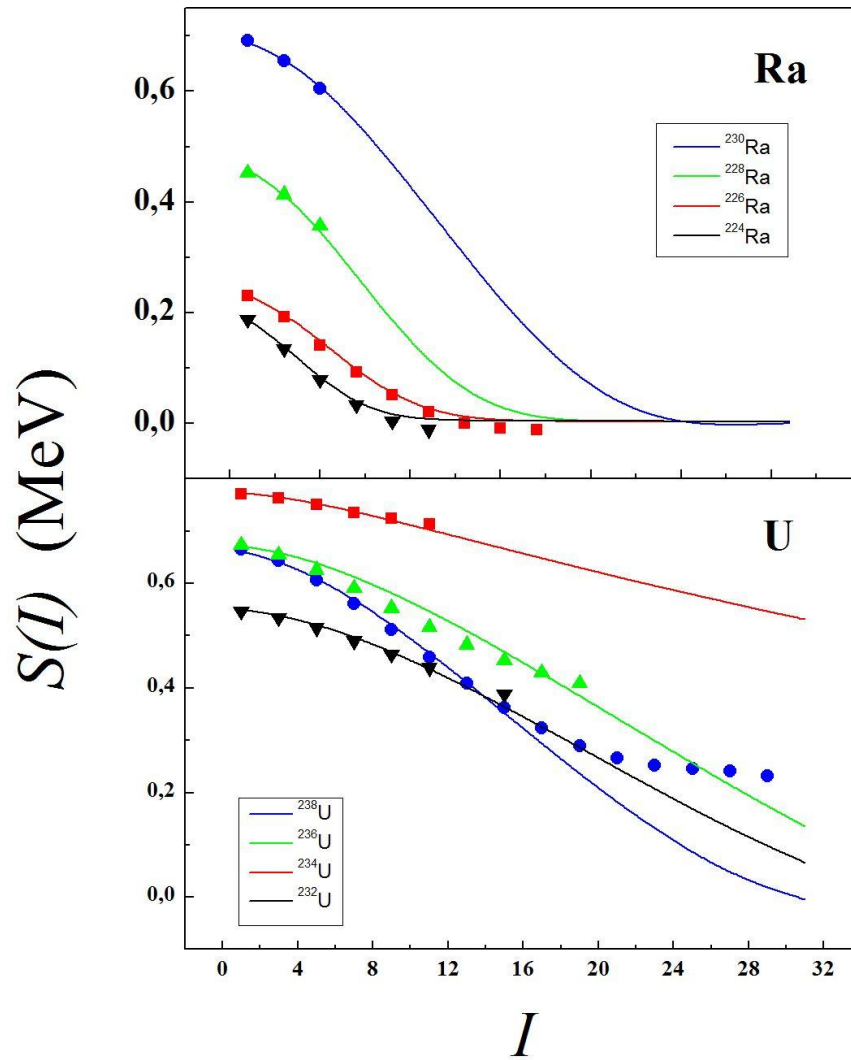 Ra
0,6
0,4
0,2
0,0
²³⁰Ra
²²⁸Ra
²²⁶Ra
²²⁴Ra
S(I) (MeV)
U
0,6
0,4
0,2
0,0
²³⁸U
²³⁶U
²³⁴U
²³²U
0 4 8 12 16 20 24 28 32
I